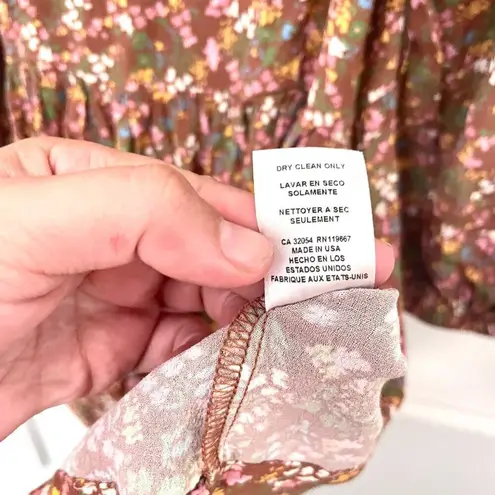 DRY CLEAN ONLY
LAVAR EN SECO
SOLAMENTE
NETTOYER A SEC
SEULEMENT
CA 32054 RN119667
MADE IN USA
HECHO EN LOS
ESTADOS UNIDOS
FABRIQUE AUX ETATS-UNIS